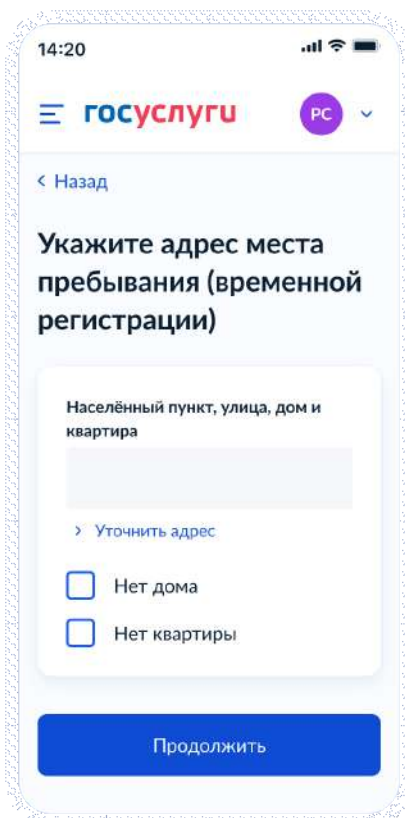 14:20
госуслуги
РС
Назад
Укажите адрес места
пребывания (временной
регистрации)
Населённый пункт, улица, дом и
квартира
Уточнить адрес
Нет дома
Нет квартиры
Продолжить